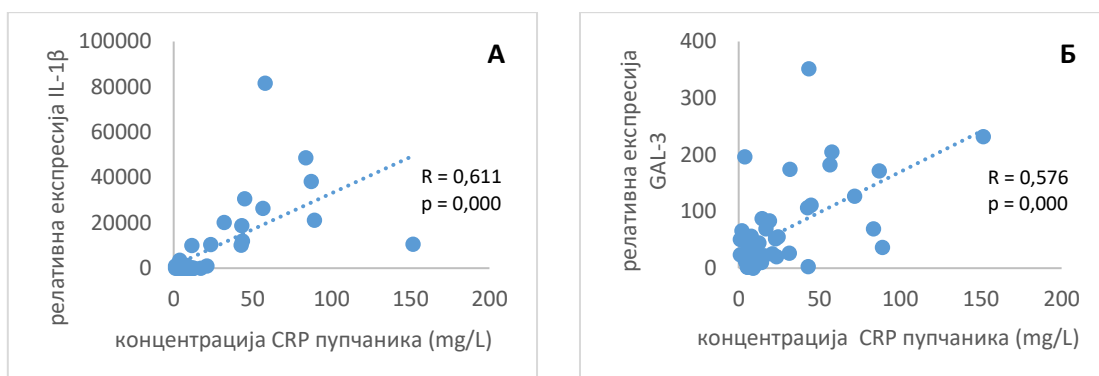 А
релативна експресија IL-1β
100000
80000
60000
40000
20000
0
0
50
100
150
200
R = 0,611
p = 0,000
концентрација CRP пупчаника (mg/L)
Б
релативна експресија
GAL-3
400
300
200
100
0
0
50
100
150
200
R = 0,576
p = 0,000
концентрација CRP пупчаника (mg/L)